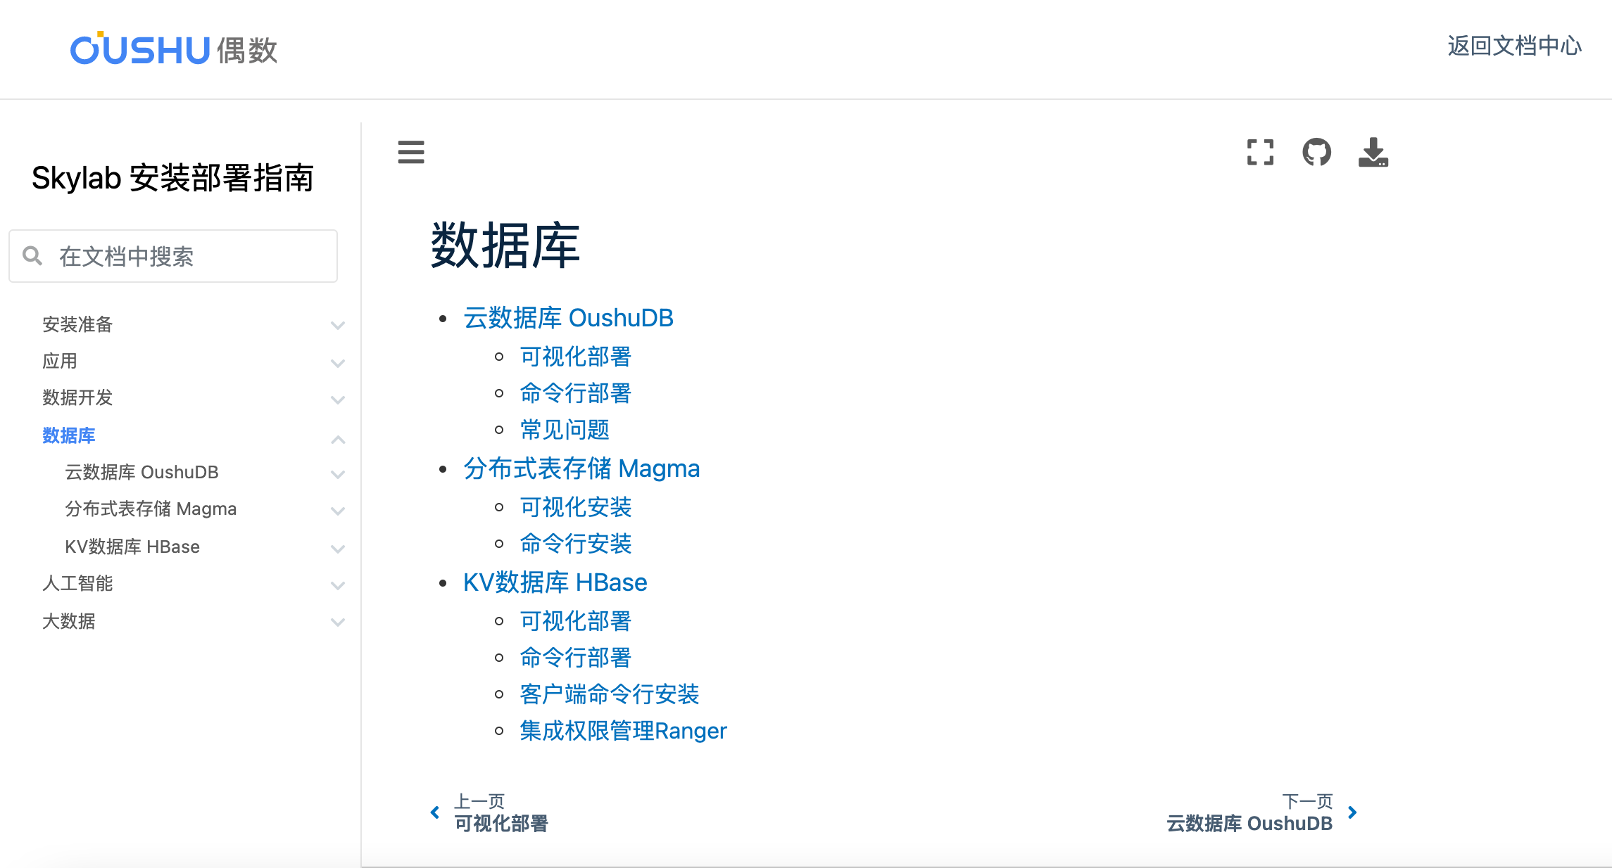 OUSHU 偶数
返回文档中心
Skylab 安装部署指南
在文档中搜索
安装准备
应用
数据开发
数据库
云数据库 OushuDB
分布式表存储 Magma
KV数据库 HBase
人工智能
大数据
数据库
云数据库 OushuDB
可视化部署
命令行部署
常见问题
分布式表存储 Magma
可视化安装
命令行安装
KV数据库 HBase
可视化部署
命令行部署
客户端命令行安装
集成权限管理Ranger
上一页
可视化部署
下一页
云数据库 OushuDB